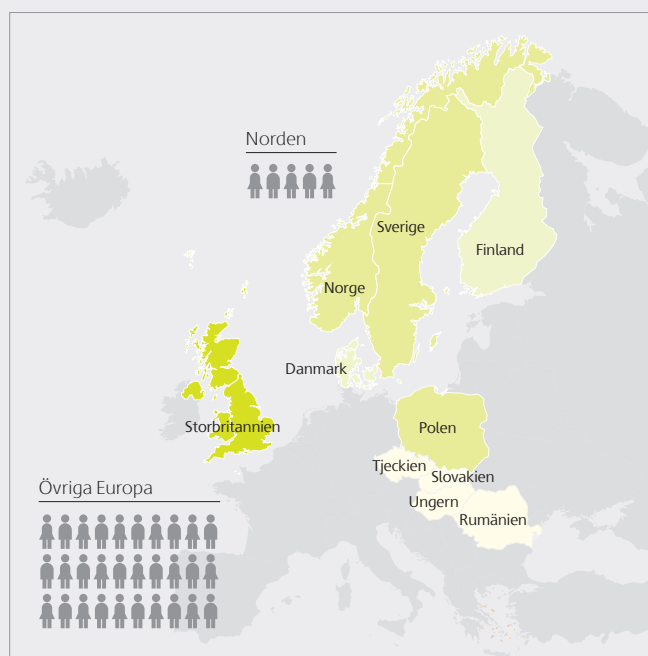 Norden
Sverige
Finland
Norge
Danmark
Storbritannien
Polen
Tjeckien
Slovakien
Ungern
Rumänien
Övriga Europa